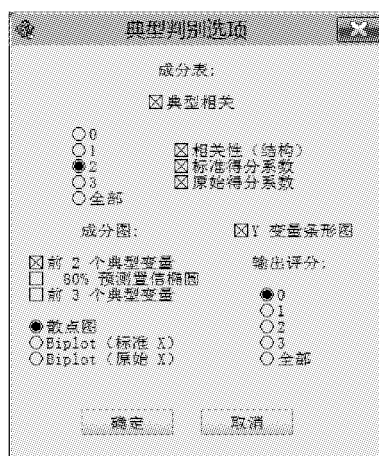 典型判别选项
成分表:
典型相关
0
1
相关性 (结构)
2
标准得分系数
3
原始得分系数
全部
成分图:
Y 变量条形图
前 2 个典型变量
输出评分:
80% 预测置信椭圆
0
前 3 个典型变量
1
散点图
2
Biplot (标准 X)
3
Biplot (原始 X)
全部
确定
取消